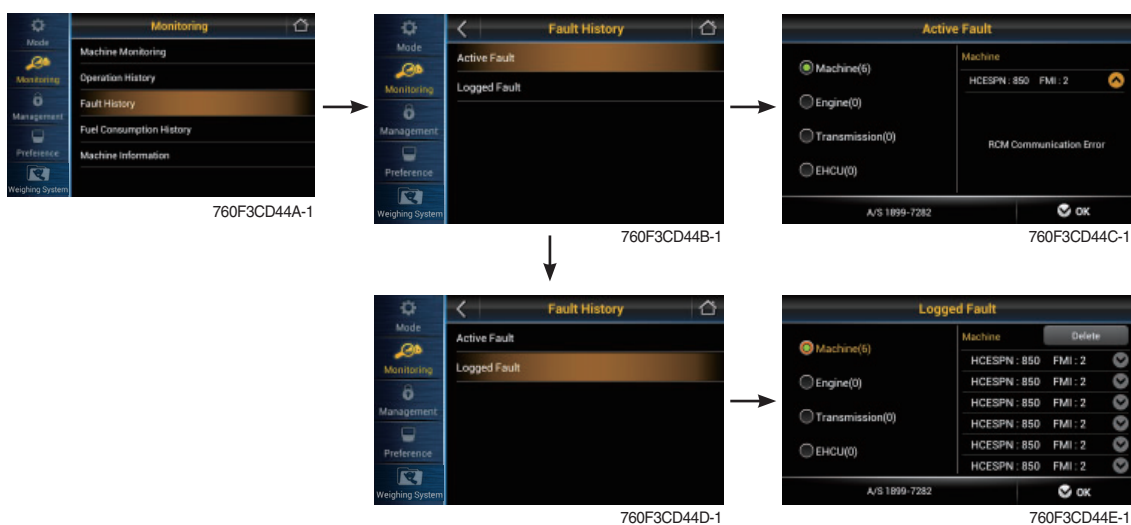 Monitoring
Mode
Monitoring
Management
Preference
Weighing System
Machine Monitoring
Operation History
Fault History
Fuel Consumption History
Machine Information
760F3CD44A-1
Fault History
Mode
Monitoring
Management
Preference
Weighing System
Active Fault
Logged Fault
760F3CD44B-1
Active Fault
Machine(6)
Engine(0)
Transmission(0)
EHCU(0)
Machine
HCESPN : 850 FMI : 2
RCM Communication Error
A/S 1899-7282
OK
760F3CD44C-1
Fault History
Mode
Monitoring
Management
Preference
Weighing System
Active Fault
Logged Fault
760F3CD44D-1
Logged Fault
Machine(6)
Engine(0)
Transmission(0)
EHCU(0)
Machine
Delete
HCESPN : 850 FMI : 2
HCESPN : 850 FMI : 2
HCESPN : 850 FMI : 2
HCESPN : 850 FMI : 2
HCESPN : 850 FMI : 2
HCESPN : 850 FMI : 2
A/S 1899-7282
OK
760F3CD44E-1